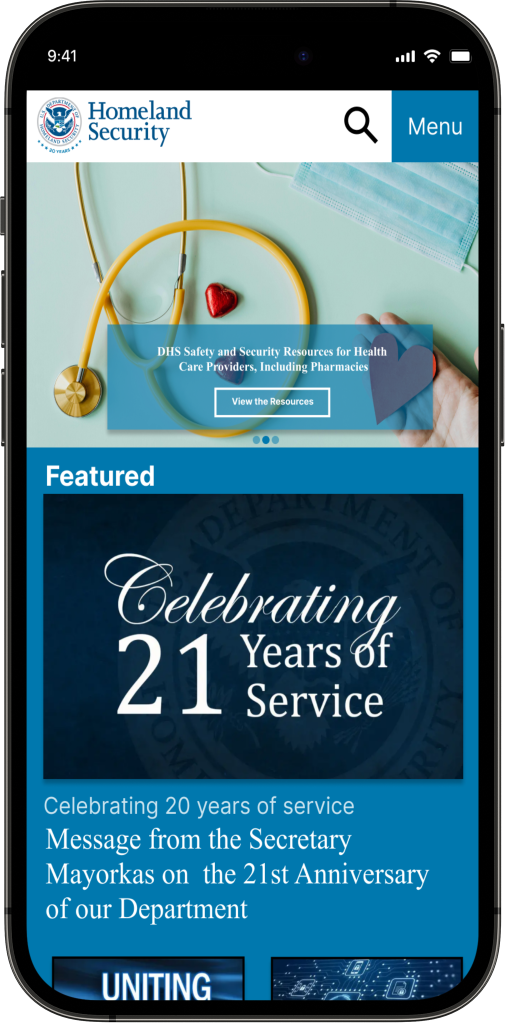 9:41
Homeland
Security
20 YEARS
Menu
DHS Safety and Security Resources for Health
Care Providers, Including Pharmacies
View the Resources
Featured
DEPARTMENT OF
Celebrating
21 Years of
Service
Celebrating 20 years of service
Message from the Secretary
Mayorkas on the 21st Anniversary
of our Department
UNITING